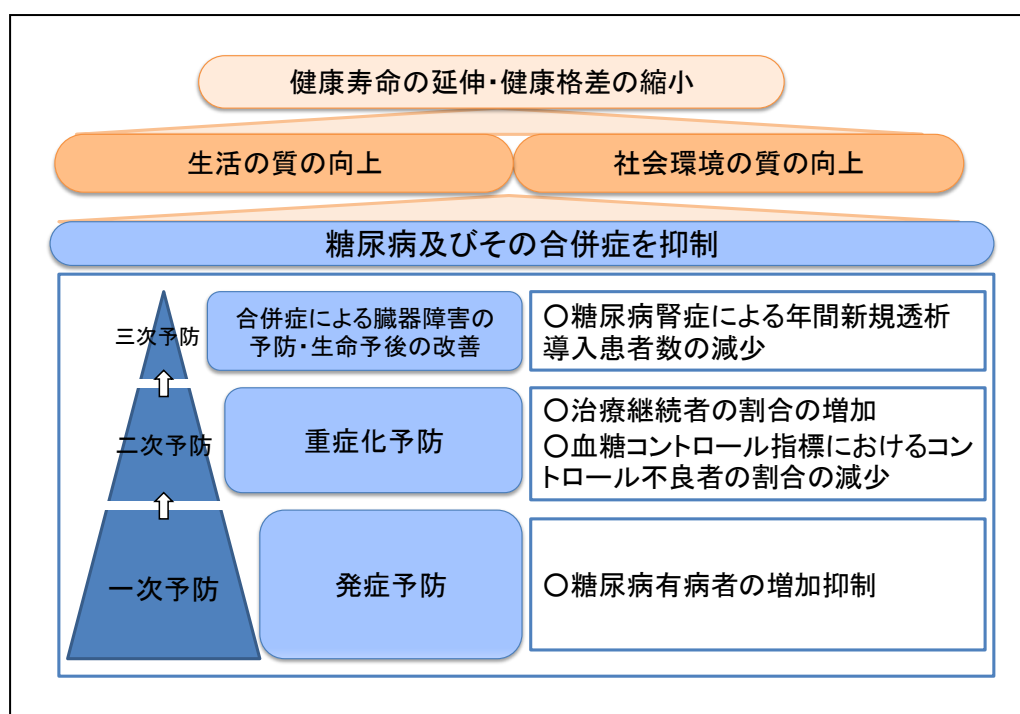 健康寿命の延伸・健康格差の縮小
生活の質の向上
社会環境の質の向上
糖尿病及びその合併症を抑制
三次予防
合併症による臓器障害の
予防・生命予後の改善
〇糖尿病腎症による年間新規透析
導入患者数の減少
二次予防
重症化予防
〇治療継続者の割合の増加
〇血糖コントロール指標におけるコン
トロール不良者の割合の減少
一次予防
発症予防
〇糖尿病有病者の増加抑制